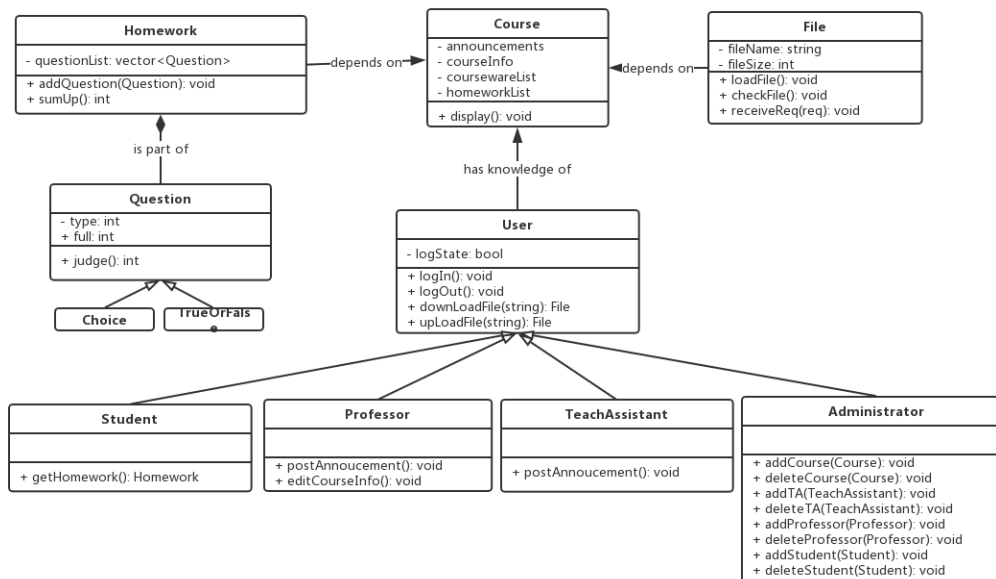 Homework
- questionList: vector<Question>
+ addQuestion(Question): void
+ sumUp(): int
depends on
Course
- announcements
- courseInfo
- coursewareList
- homeworkList
+ display(): void
depends on
File
- fileName: string
- fileSize: int
+ loadFile(): void
+ checkFile(): void
+ receiveReq(req): void
is part of
has knowledge of
Question
- type: int
+ full: int
+ judge(): int
Choice
TrueOrFals
e
User
- logState: bool
+ logIn(): void
+ logOut(): void
+ downLoadFile(string): File
+ upLoadFile(string): File
Student
+ getHomework(): Homework
Professor
+ postAnnoucement(): void
+ editCourseInfo(): void
TeachAssistant
+ postAnnoucement(): void
Administrator
+ addCourse(Course): void
+ deleteCourse(Course): void
+ addTA(TeachAssistant): void
+ deleteTA(TeachAssistant): void
+ addProfessor(Professor): void
+ deleteProfessor(Professor): void
+ addStudent(Student): void
+ deleteStudent(Student): void